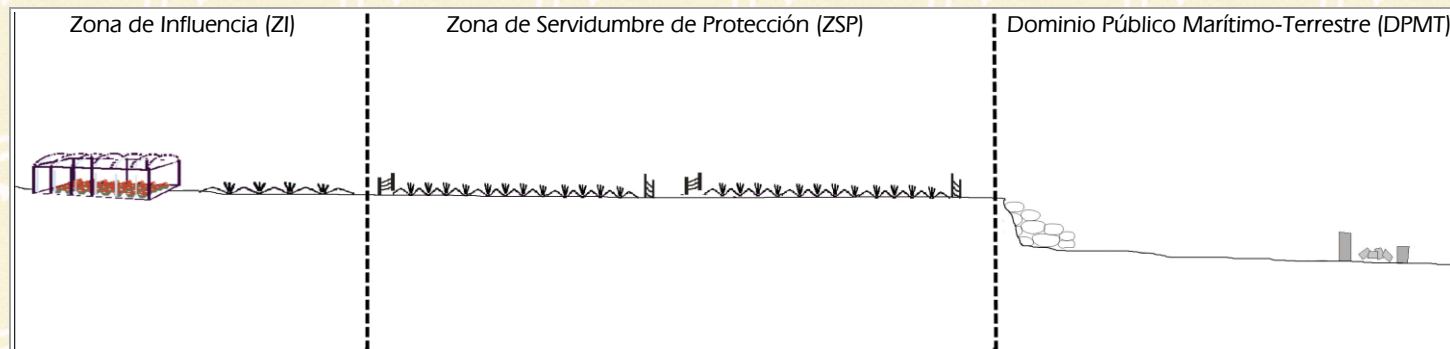 Zona de Influencia (ZI)
Zona de Servidumbre de Protección (ZSP)
Dominio Público Marítimo-Terrestre (DPMT)